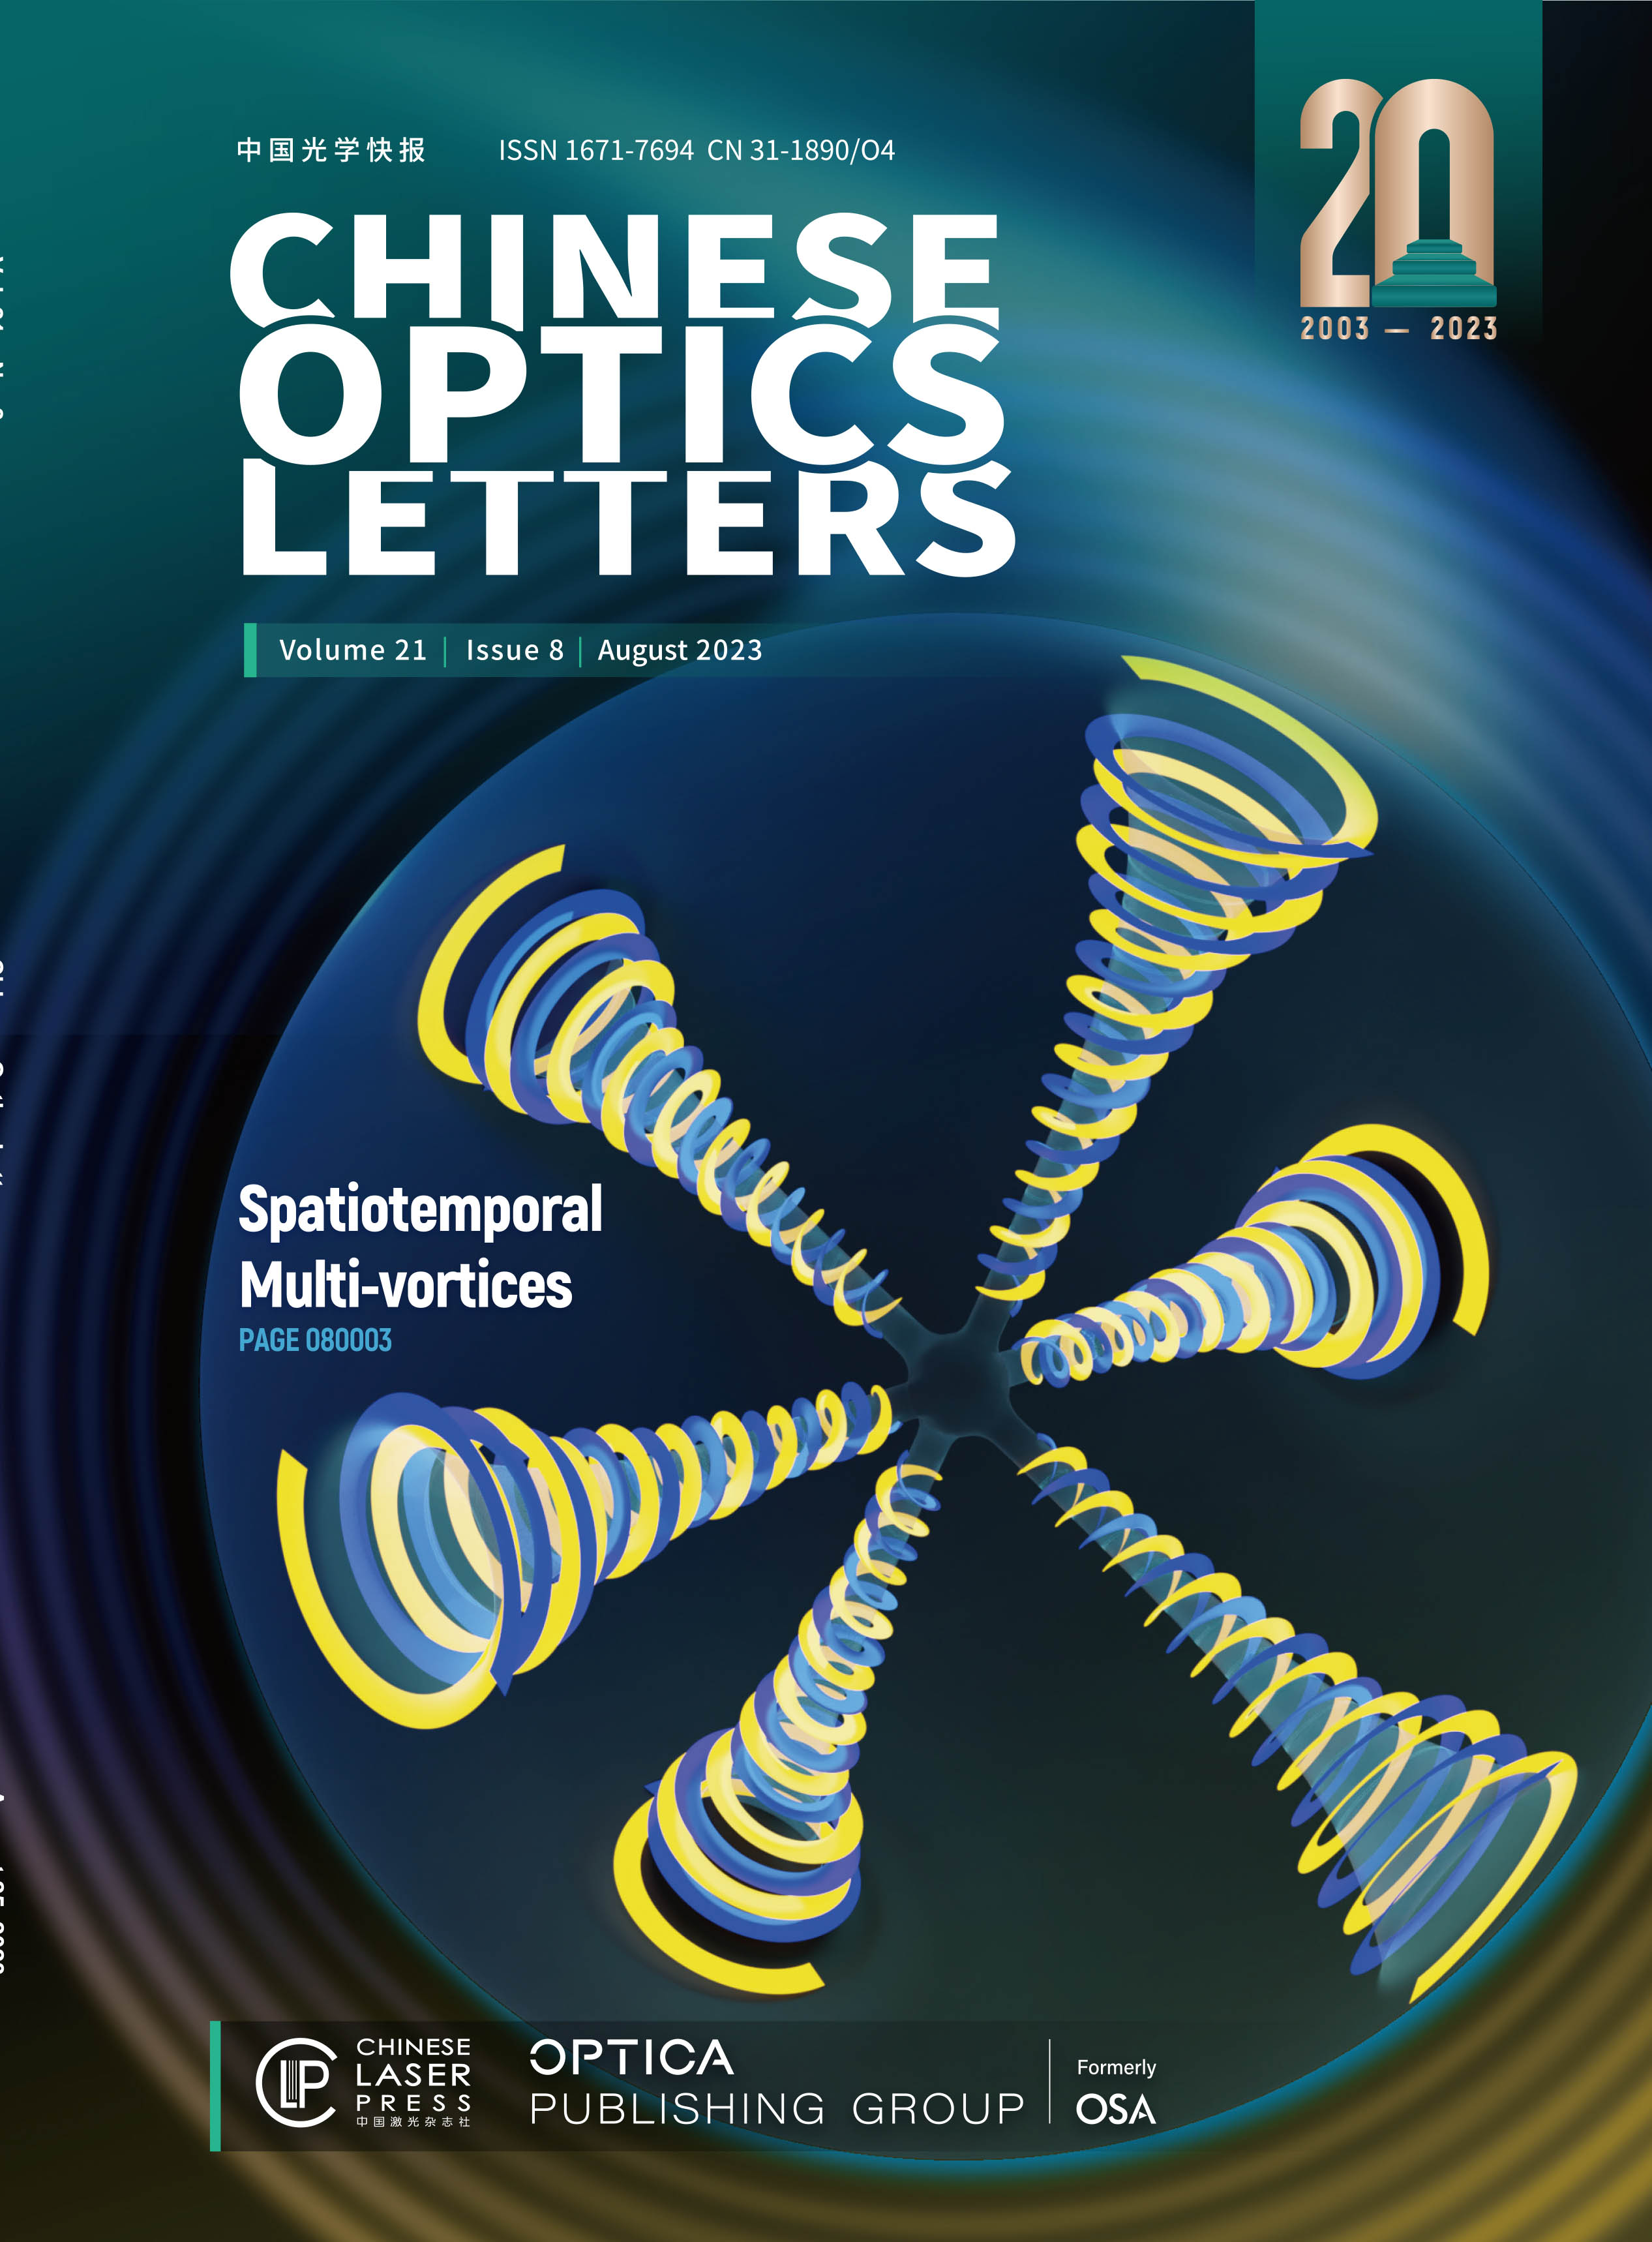 中国光学快报 ISSN 1671-7694 CN 31-1890/O4
20
2003 — 2023
CHINESE
OPTICS
LETTERS
Volume 21 | Issue 8 | August 2023
Spatiotemporal
Multi-vortices
PAGE 080003
CLP
CHINESE
LASER
PRESS
中国激光杂志社
OPTICA
PUBLISHING GROUP
Formerly
OSA